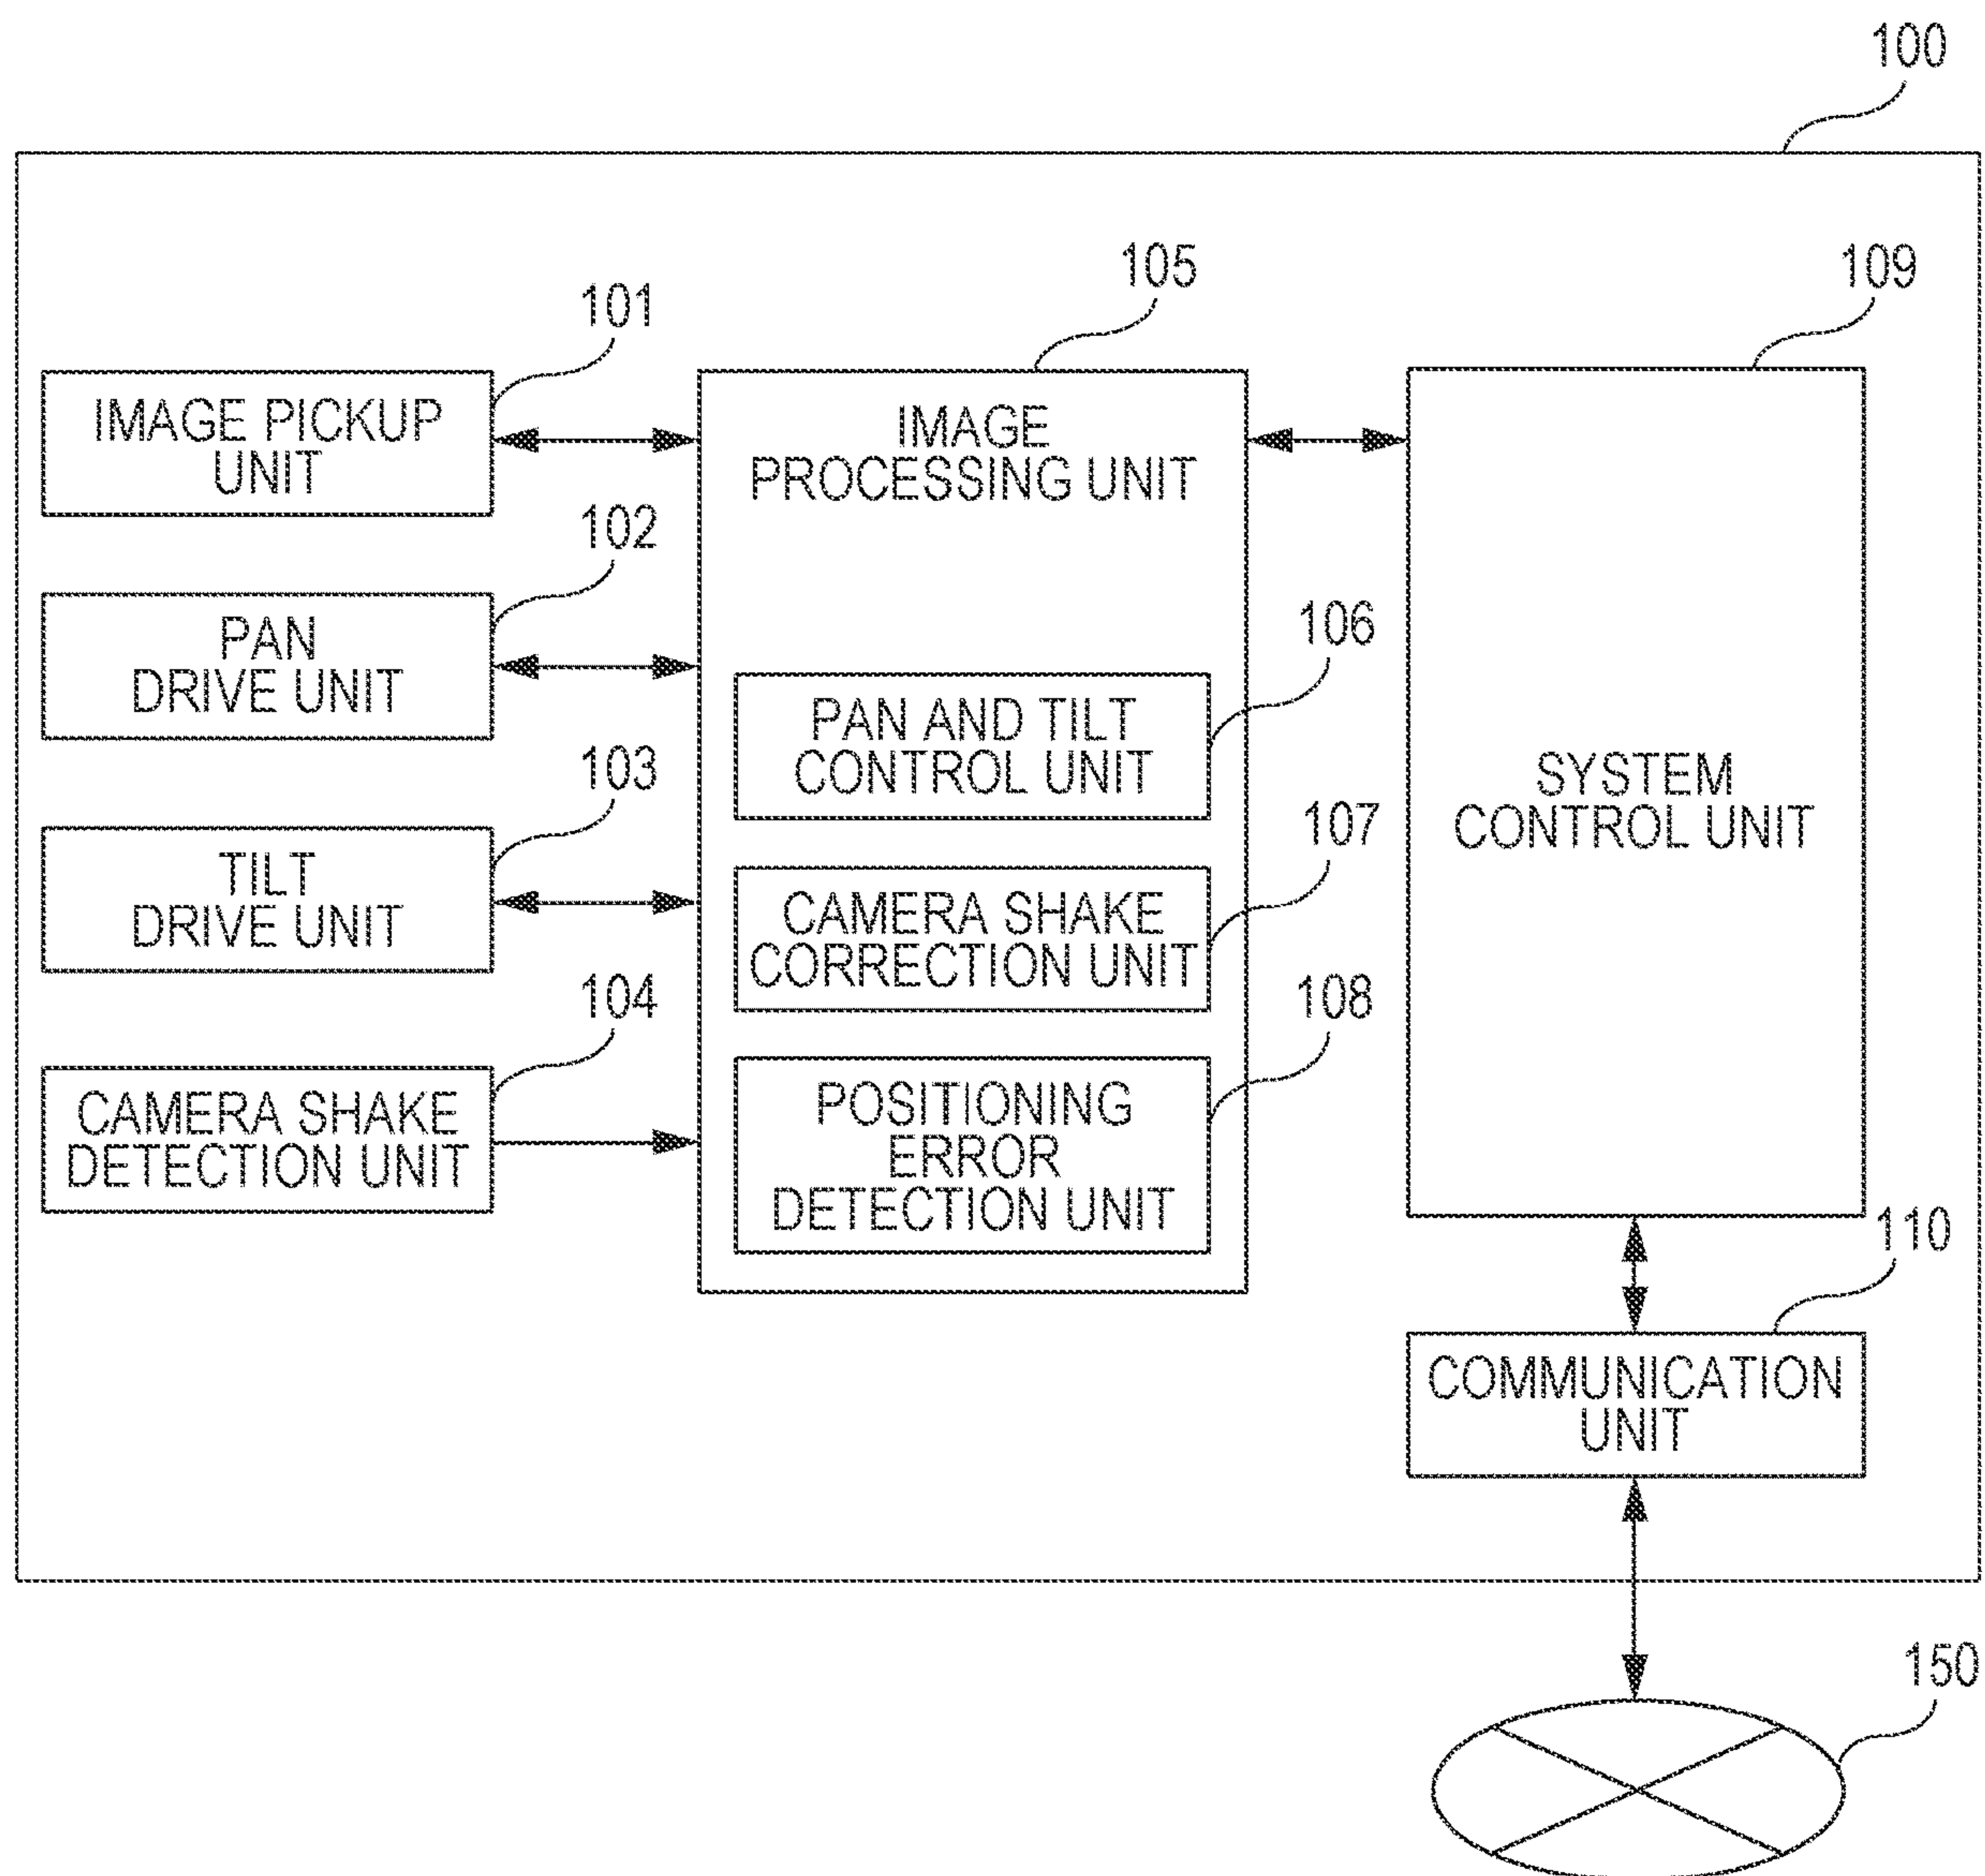 100
101
IMAGE PICKUP
UNIT
102
PAN
DRIVE UNIT
103
TILT
DRIVE UNIT
104
CAMERA SHAKE
DETECTION UNIT
105
IMAGE
PROCESSING UNIT
106
PAN AND TILT
CONTROL UNIT
107
CAMERA SHAKE
CORRECTION UNIT
108
POSITIONING
ERROR
DETECTION UNIT
109
SYSTEM
CONTROL UNIT
110
COMMUNICATION
UNIT
150